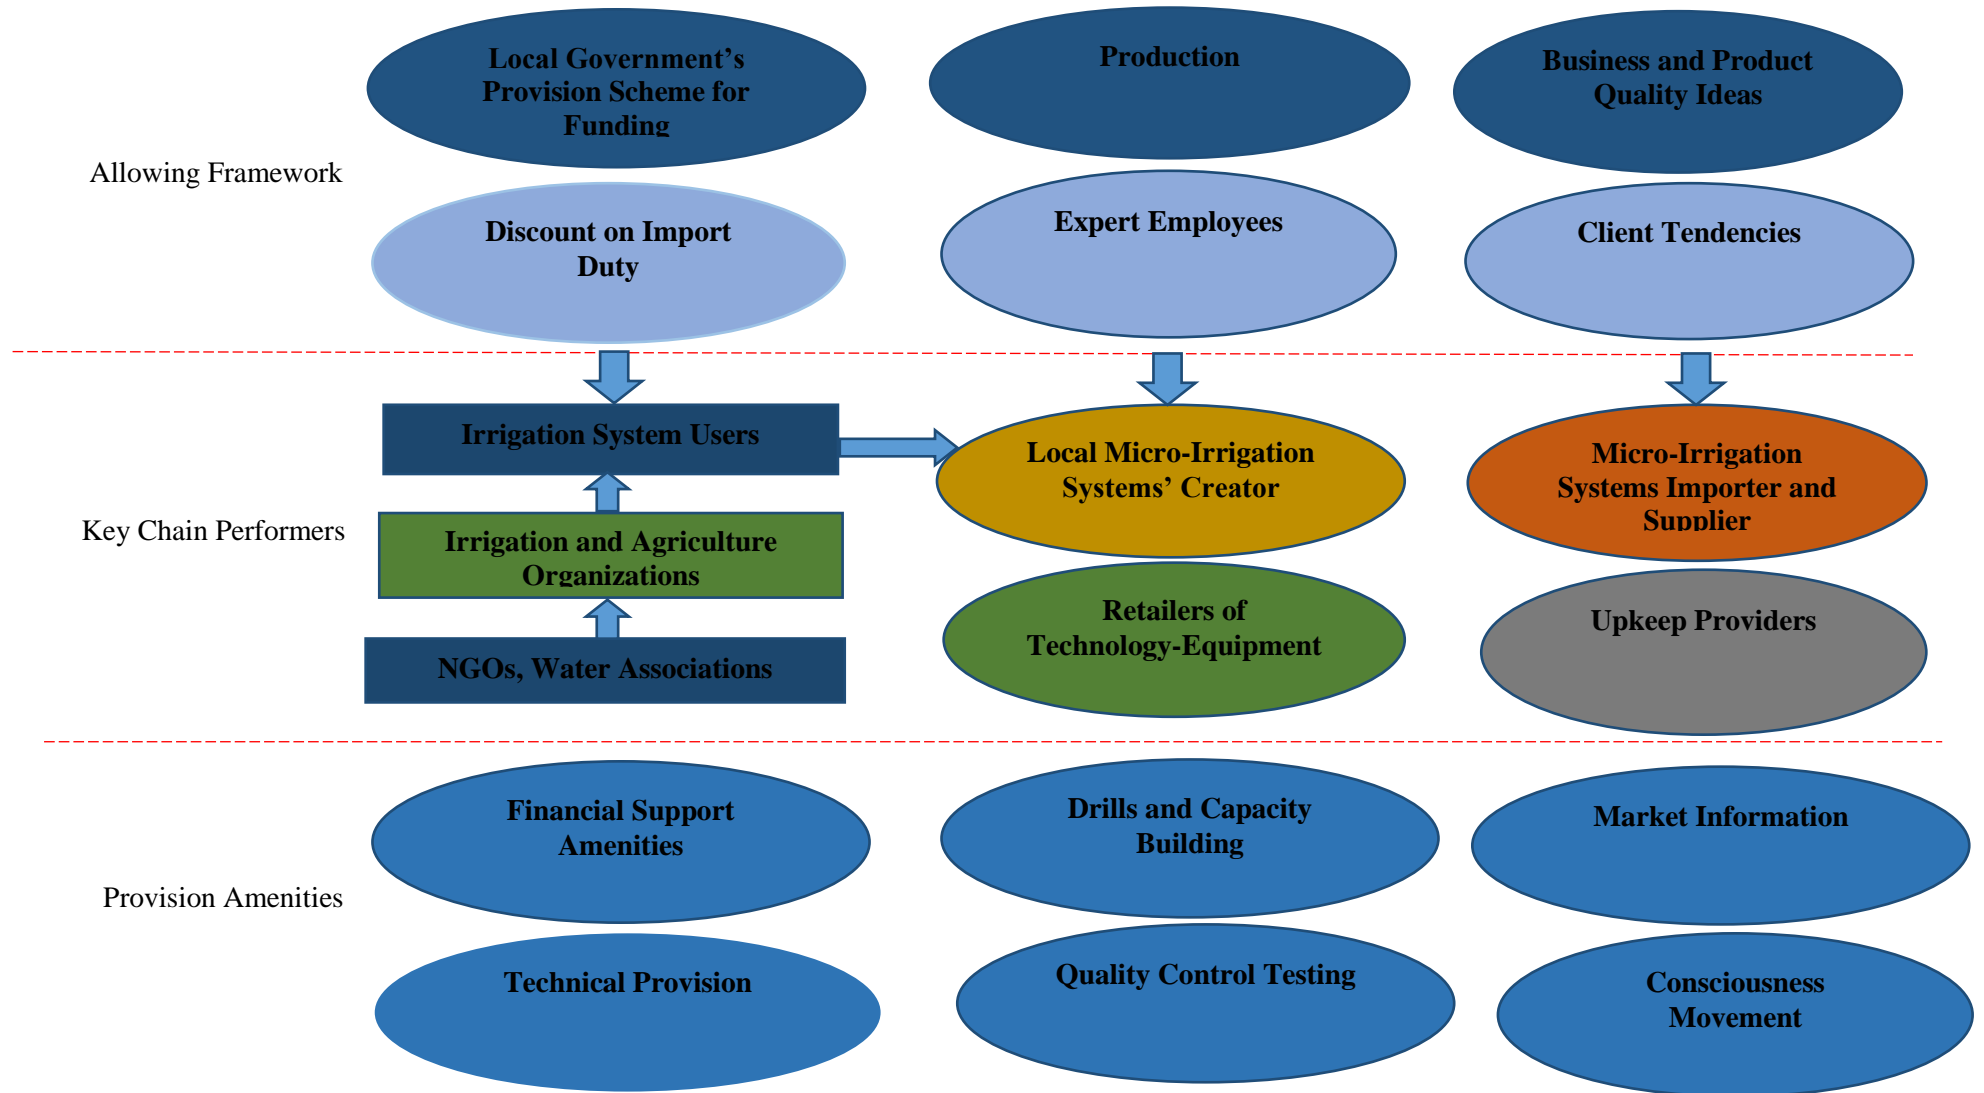 Local Government’s
Provision Scheme for
Funding
Production
Business and Product
Quality Ideas
Allowing Framework
Discount on Import
Duty
Expert Employees
Client Tendencies
Irrigation System Users
Local Micro-Irrigation
Systems’ Creator
Micro-Irrigation
Systems Importer and
Supplier
Key Chain Performers
Irrigation and Agriculture
Organizations
Retailers of
Technology-Equipment
Upkeep Providers
NGOs, Water Associations
Financial Support
Amenities
Drills and Capacity
Building
Market Information
Provision Amenities
Technical Provision
Quality Control Testing
Consciousness
Movement